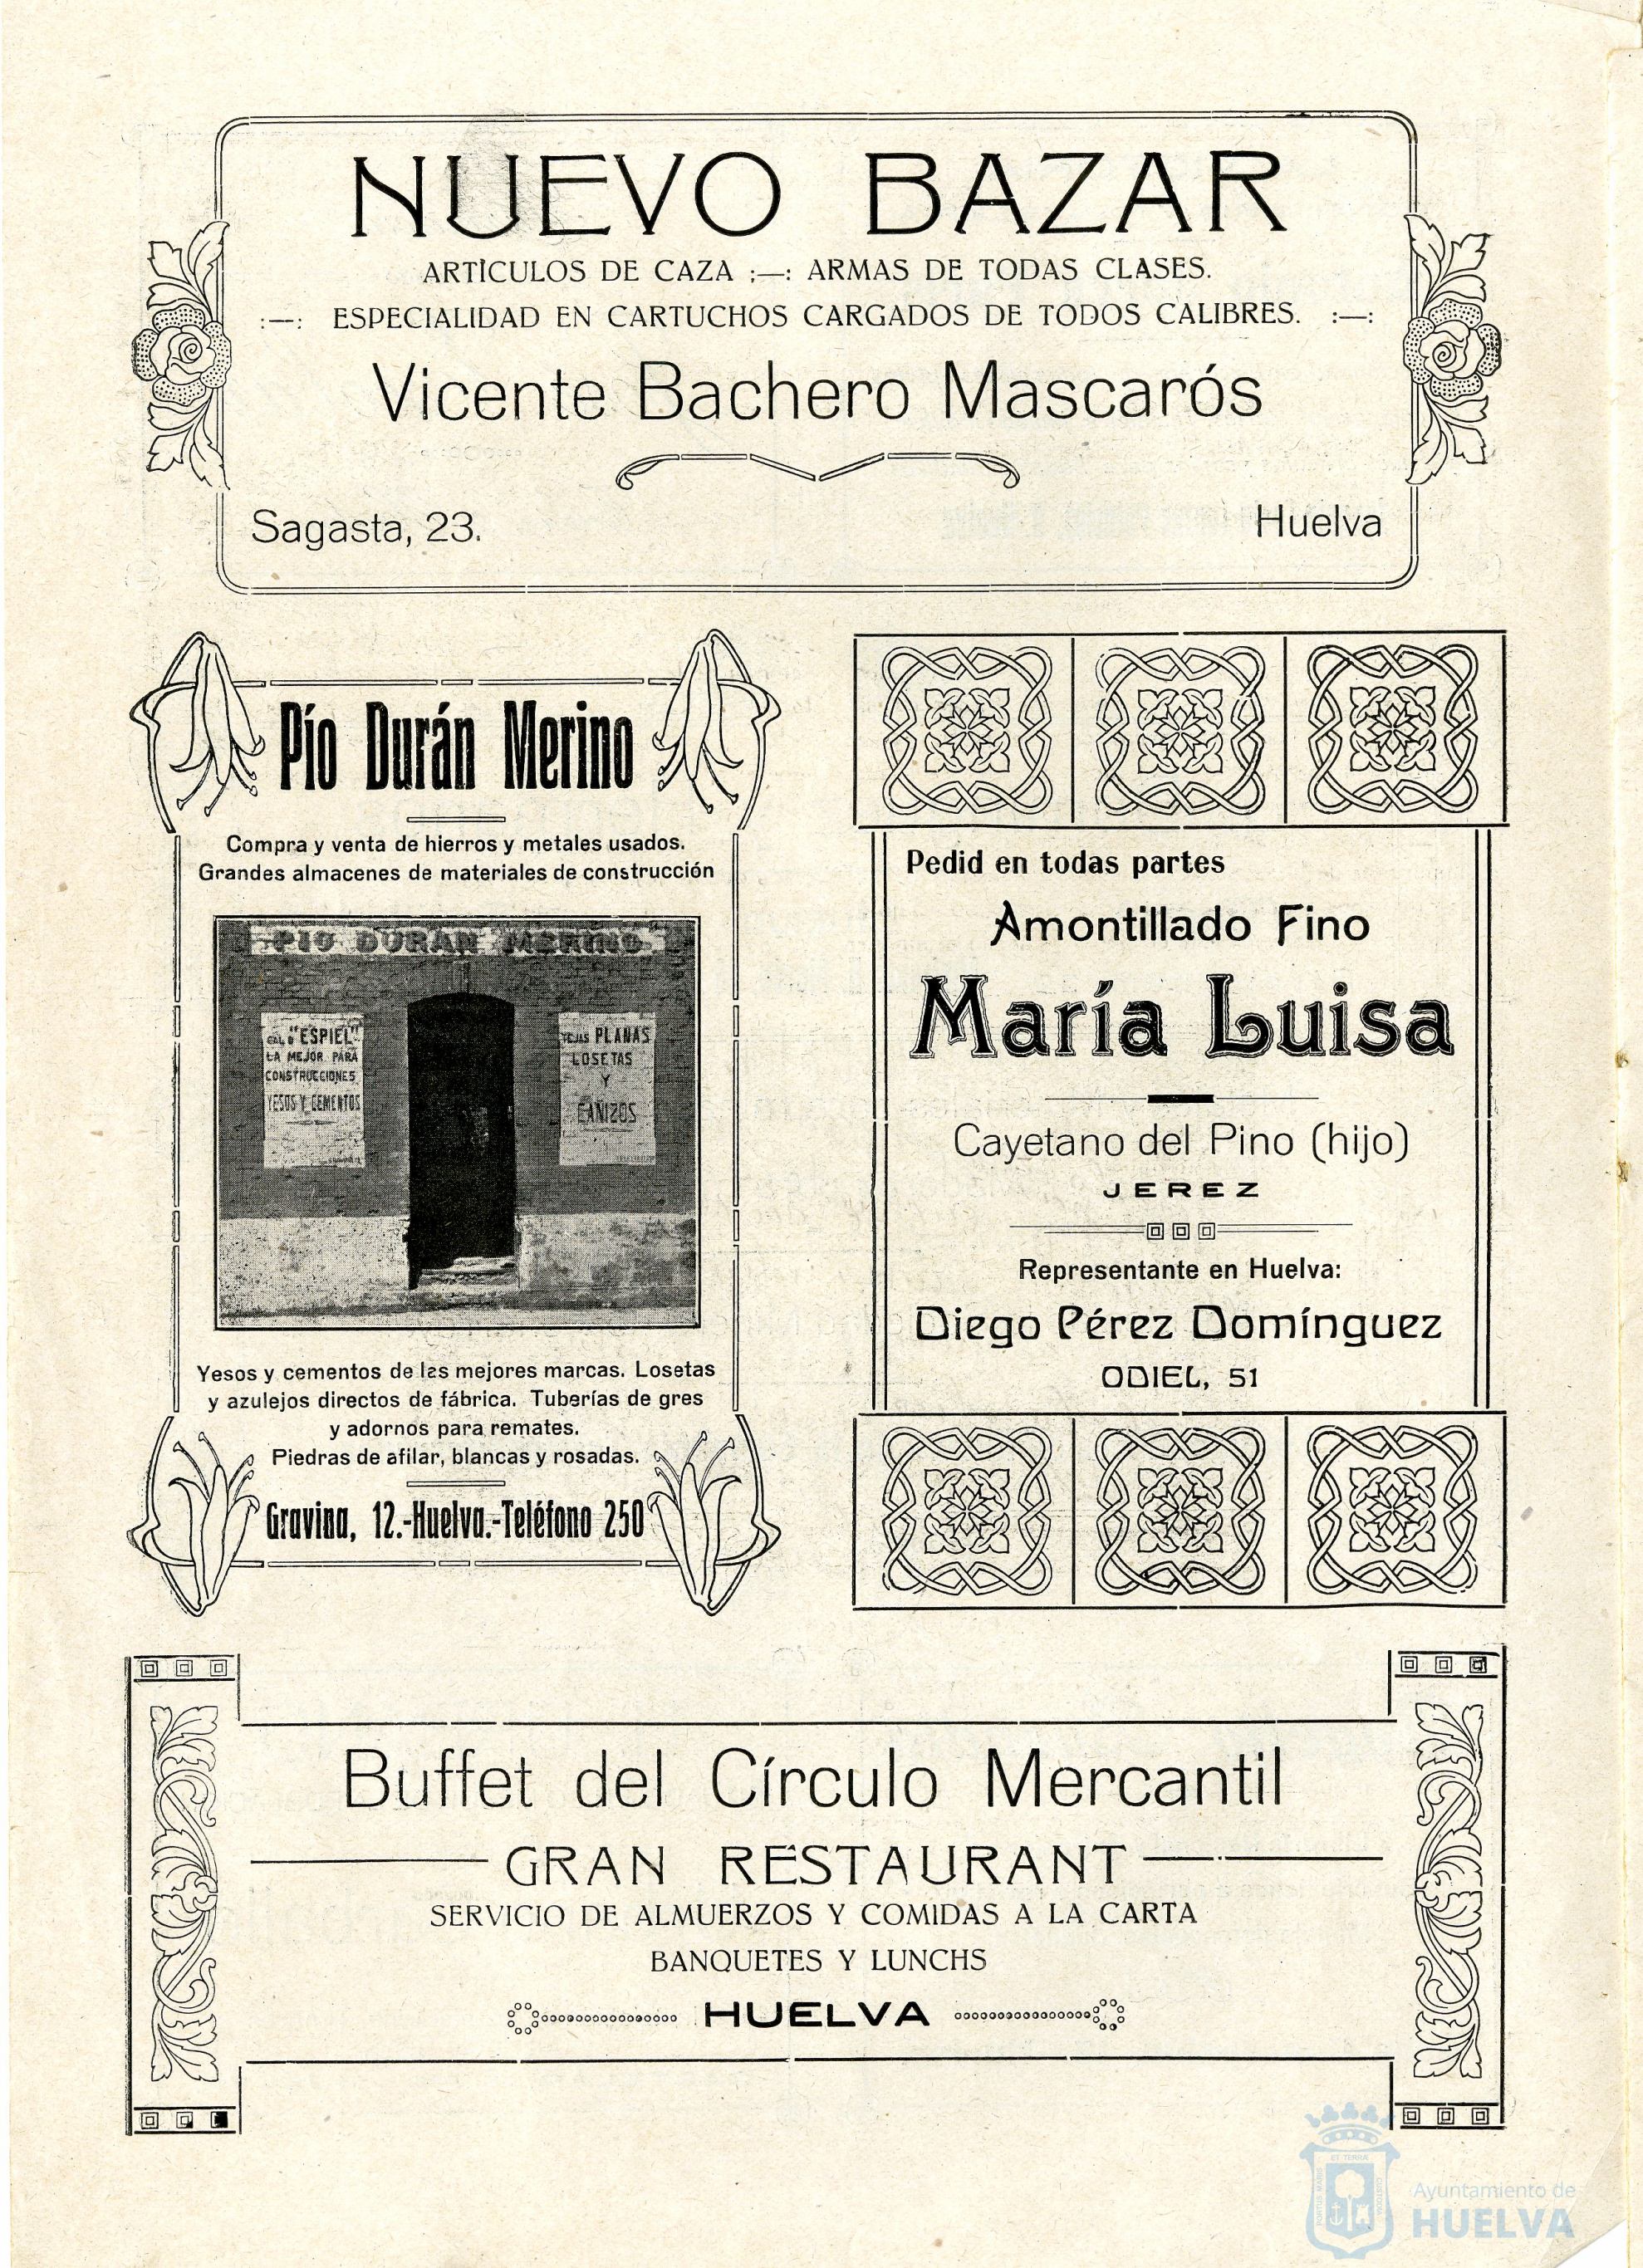 NUEVO BAZAR
ARTÍCULOS DE CAZA ;—: ARMAS DE TODAS CLASES.
:—: ESPECIALIDAD EN CARTUCHOS CARGADOS DE TODOS CALIBRES. :—:
Vicente Bachero Mascarós
Sagasta, 23.
Huelva
Pío Durán Merino
Compra y venta de hierros y metales usados.
Grandes almacenes de materiales de construcción
PIO DURAN MERINO
"ESPIEL"
LA MEJOR PARA
CONSTRUCCIONES
YESOS Y CEMENTOS
TEJAS PLANAS
LOSETAS
Y
CAÑIZOS
Yesos y cementos de las mejores marcas. Losetas
y azulejos directos de fábrica. Tuberías de gres
y adornos para remates.
Piedras de afilar, blancas y rosadas.
Gravina, 12.-Huelva.-Teléfono 250
Pedid en todas partes
Amontillado Fino
María Luisa
Cayetano del Pino (hijo)
JEREZ
Representante en Huelva:
Diego Pérez Domínguez
ODIEL, 51
Buffet del Círculo Mercantil
GRAN RESTAURANT
SERVICIO DE ALMUERZOS Y COMIDAS A LA CARTA
BANQUETES Y LUNCHS
HUELVA
Ayuntamiento de
HUELVA